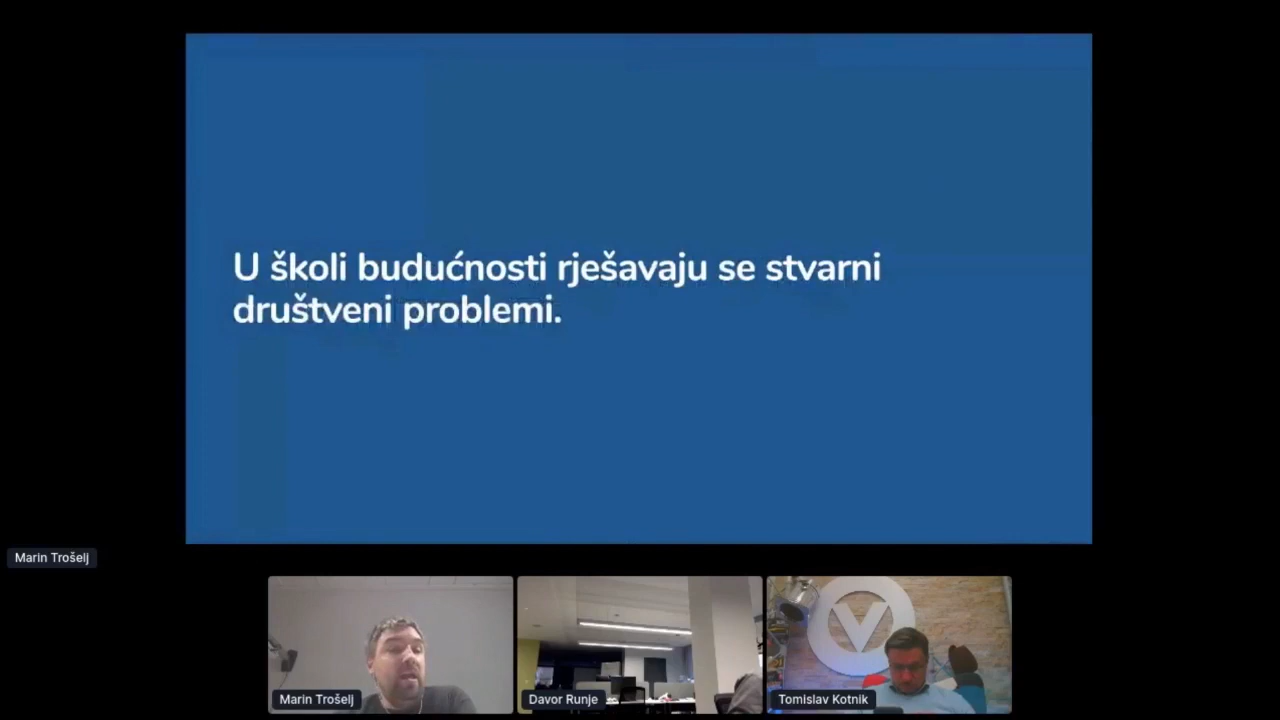 U školi budućnosti rješavaju se stvarni
društveni problemi.
Marin Trošelj
Marin Trošelj
Davor Runje
Tomislav Kotnik